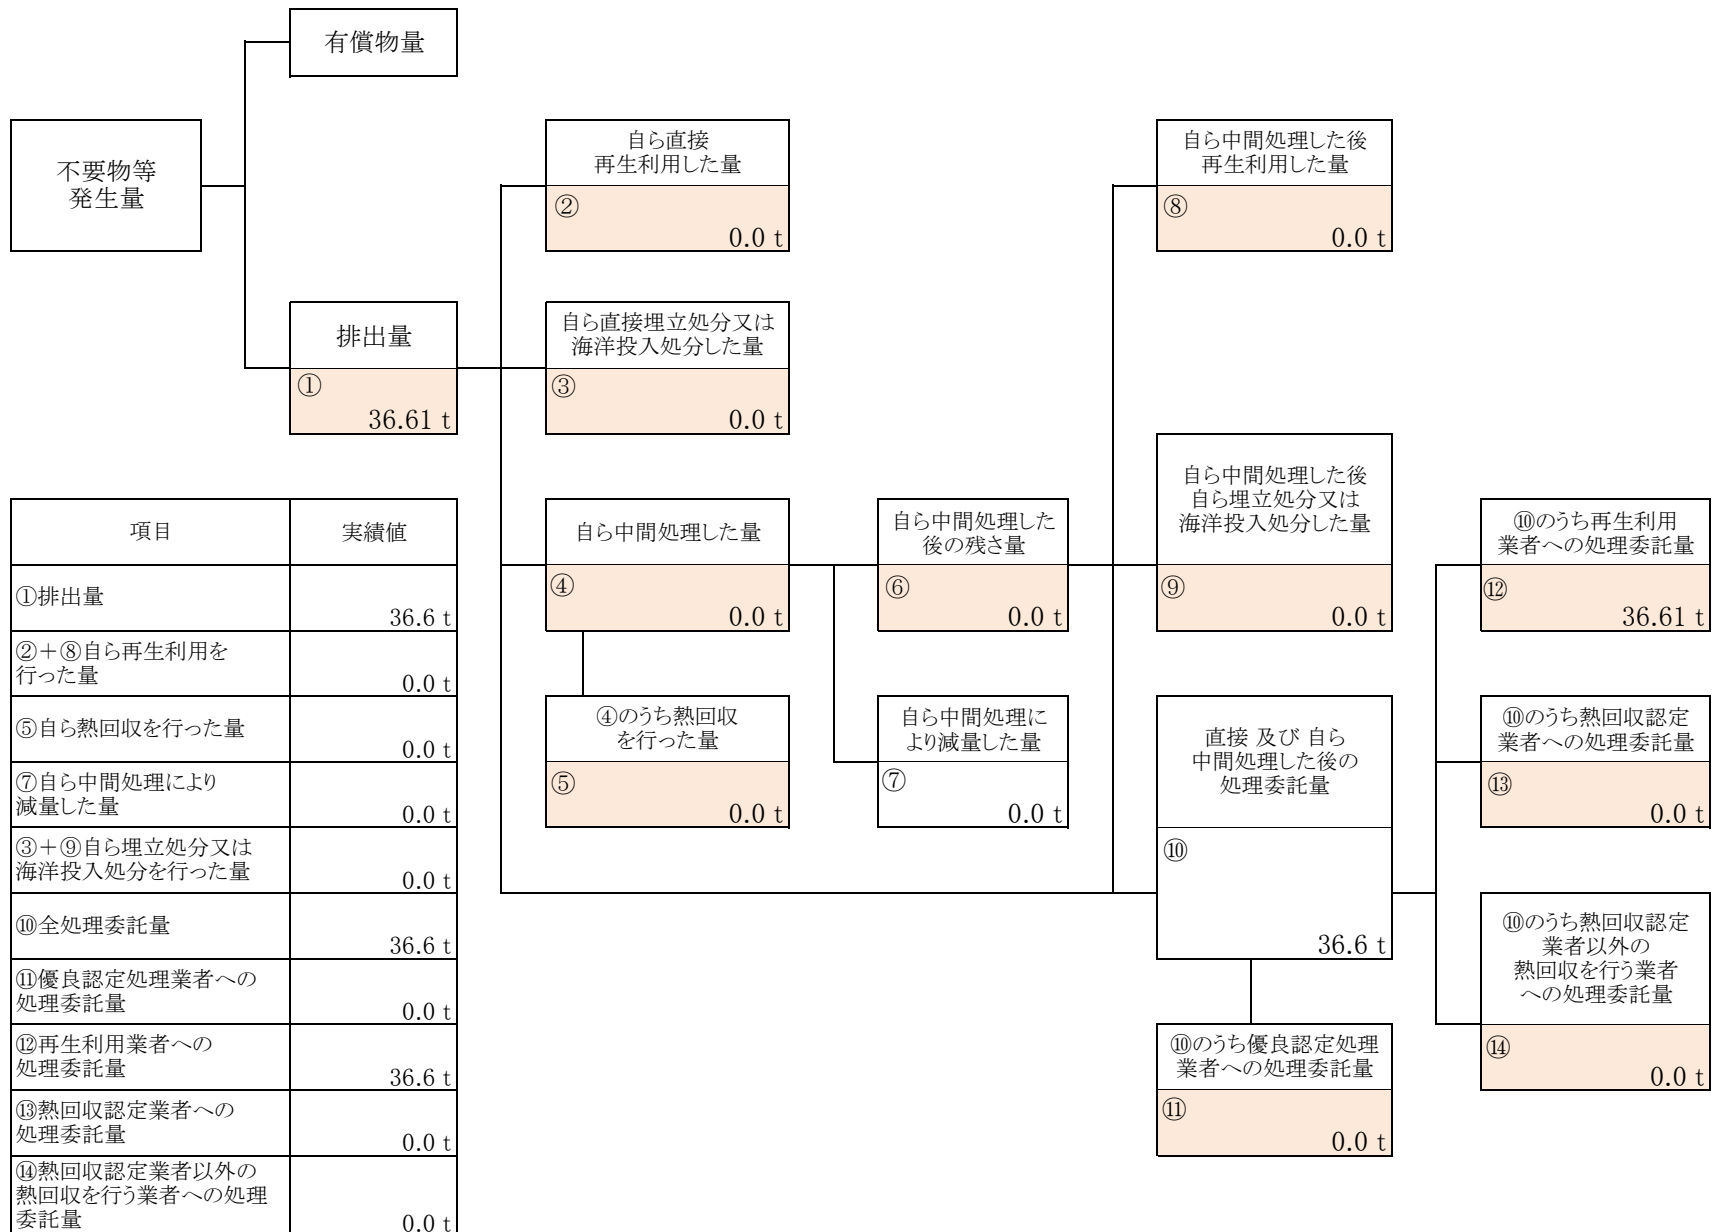 有償物量
不要物等
発生量
自ら直接
再生利用した量
②
0.0 t
自ら中間処理した後
再生利用した量
⑧
0.0 t
排出量
①
36.61 t
自ら直接埋立処分又は
海洋投入処分した量
③
0.0 t
自ら中間処理した量
④
0.0 t
自ら中間処理した
後の残さ量
⑥
0.0 t
自ら中間処理した後
自ら埋立処分又は
海洋投入処分した量
⑨
0.0 t
⑩のうち再生利用
業者への処理委託量
⑫
36.61 t
④のうち熱回収
を行った量
⑤
0.0 t
自ら中間処理に
より減量した量
⑦
0.0 t
直接 及び 自ら
中間処理した後の
処理委託量
⑩
36.6 t
⑩のうち熱回収認定
業者への処理委託量
⑬
0.0 t
⑩のうち熱回収認定
業者以外の
熱回収を行う業者
への処理委託量
⑭
0.0 t
⑩のうち優良認定処理
業者への処理委託量
⑪
0.0 t
項目 実績値
①排出量
36.6 t
②＋⑧自ら再生利用を
行った量
0.0 t
⑤自ら熱回収を行った量
0.0 t
⑦自ら中間処理により
減量した量
0.0 t
③＋⑨自ら埋立処分又は
海洋投入処分を行った量
0.0 t
⑩全処理委託量
36.6 t
⑪優良認定処理業者への
処理委託量
0.0 t
⑫再生利用業者への
処理委託量
36.6 t
⑬熱回収認定業者への
処理委託量
0.0 t
⑭熱回収認定業者以外の
熱回収を行う業者への処理
委託量
0.0 t